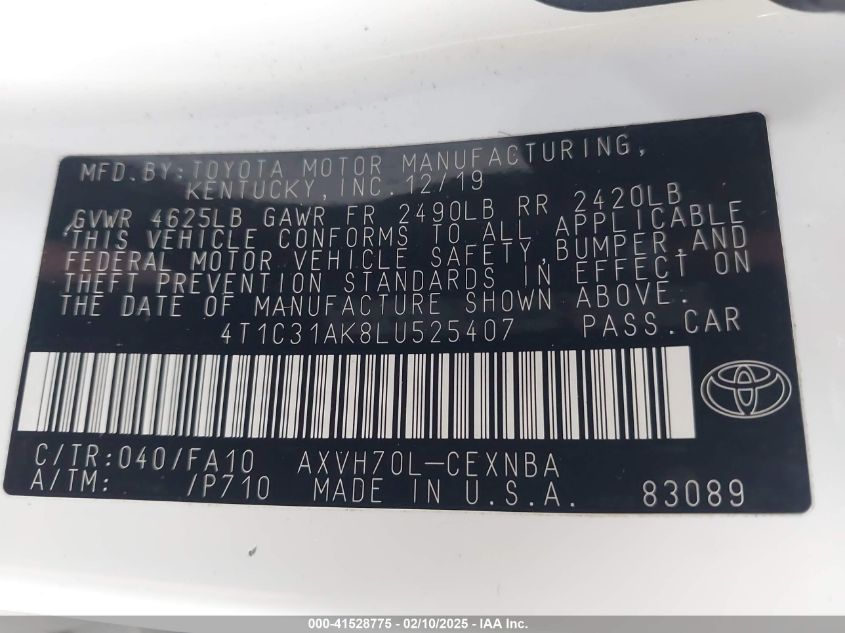 MFD.BY:TOYOTA MOTOR MANUFACTURING,
KENTUCKY, INC. 12/19
GVWR 4625LB GAWR FR 2490LB RR 2420LB
THIS VEHICLE CONFORMS TO ALL APPLICABLE
FEDERAL MOTOR VEHICLE SAFETY,BUMPER,AND
THEFT PREVENTION STANDARDS IN EFFECT ON
THE DATE OF MANUFACTURE SHOWN ABOVE.
4T1C31AK8LU525407 PASS.CAR
C/TR:040/FA10 AXVH70L-CEXNBA
A/TM: /P710 MADE IN U.S.A. 83089
000-41528775 — 02/10/2025 — IAA Holdings, LLC.